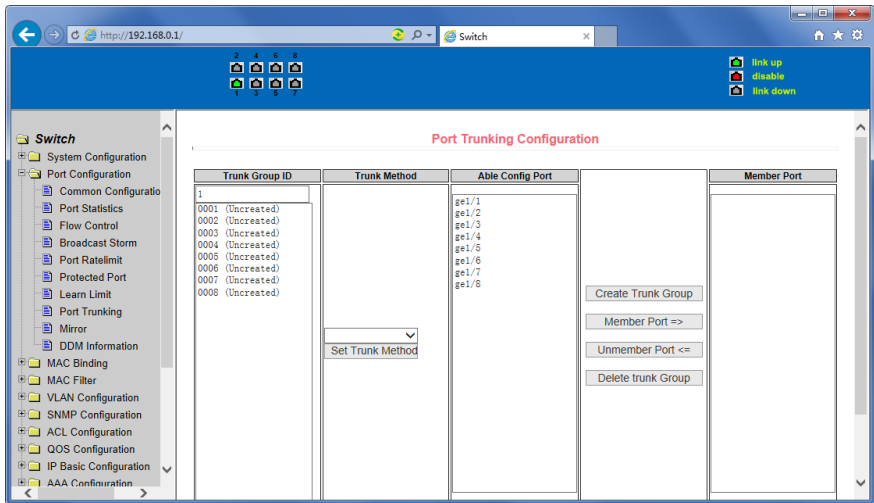 http://192.168.0.1/
Switch
2 4 6 8
1 3 5 7
link up
disable
link down
Switch
System Configuration
Port Configuration
Common Configuratio
Port Statistics
Flow Control
Broadcast Storm
Port Ratelimit
Protected Port
Learn Limit
Port Trunking
Mirror
DDM Information
MAC Binding
MAC Filter
VLAN Configuration
SNMP Configuration
ACL Configuration
QOS Configuration
IP Basic Configuration
AAA Configuration
Port Trunking Configuration
Trunk Group ID
1
0001 (Uncreated)
0002 (Uncreated)
0003 (Uncreated)
0004 (Uncreated)
0005 (Uncreated)
0006 (Uncreated)
0007 (Uncreated)
0008 (Uncreated)
Trunk Method
Set Trunk Method
Able Config Port
ge1/1
ge1/2
ge1/3
ge1/4
ge1/5
ge1/6
ge1/7
ge1/8
Create Trunk Group
Member Port =>
Unmember Port <=
Delete trunk Group
Member Port